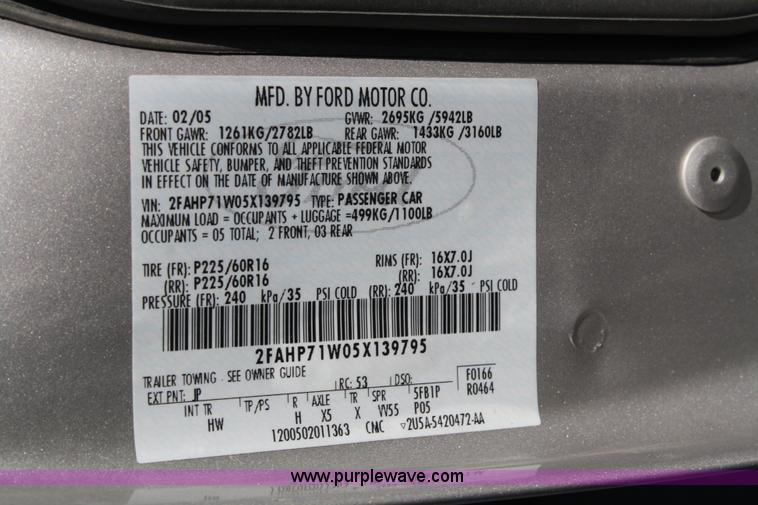 MFD. BY FORD MOTOR CO.
DATE: 02/05 GVWR: 2695KG /5942LB
FRONT GAWR: 1261KG/2782LB REAR GAWR: 1433KG/3160LB
THIS VEHICLE CONFORMS TO ALL APPLICABLE FEDERAL MOTOR
VEHICLE SAFETY, BUMPER, AND THEFT PREVENTION STANDARDS
IN EFFECT ON THE DATE OF MANUFACTURE SHOWN ABOVE.
VIN: 2FAHP71W05X139795 TYPE: PASSENGER CAR
MAXIMUM LOAD = OCCUPANTS + LUGGAGE =499KG/1100LB
OCCUPANTS = 05 TOTAL; 2 FRONT, 03 REAR
TIRE (FR): P225/60R16 RIMS (FR): 16X7.0J
(RR): P225/60R16 (RR): 16X7.0J
PRESSURE (FR): 240 kPa/35 PSI COLD (RR): 240 kPa/35 PSI COLD
2FAHP71W05X139795
TRAILER TOWING - SEE OWNER GUIDE
EXT PNT: JP RC: 53 DSO: F0166
R0464
INT TR TP/PS R AXLE TR SPR 5FB1P
HW H X5 X VV55 P05
1200502011363 CMC ▽2U5A-5420472-AA
www.purplewave.com